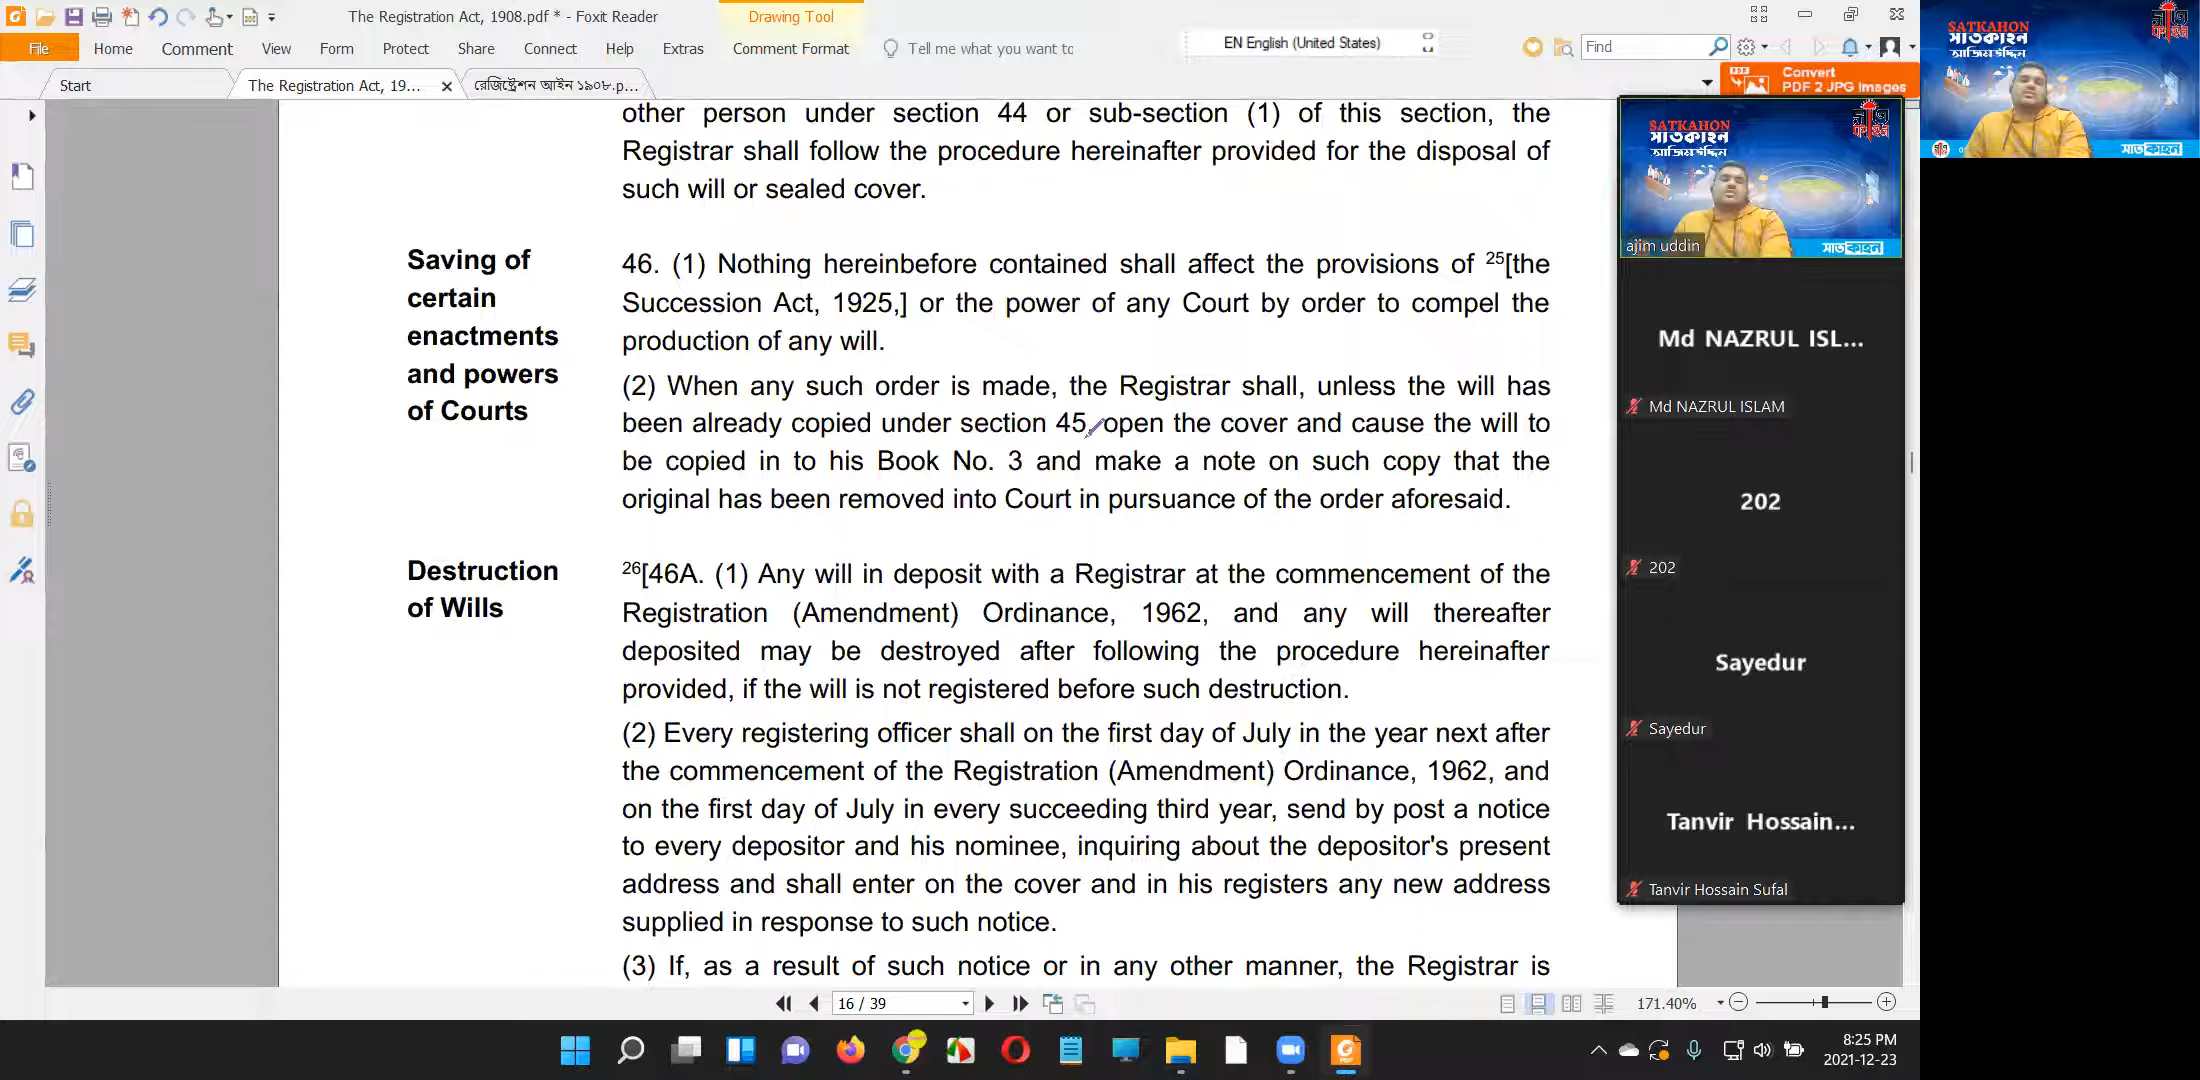 The Registration Act, 1908.pdf * - Foxit Reader
Drawing Tool
File Home Comment View Form Protect Share Connect Help Extras Comment Format Tell me what you want to
EN English (United States)
Find
Start
The Registration Act, 19...
রেজিস্ট্রেশন আইন ১৯০৮.p...
Convert
PDF 2 JPG Images
other person under section 44 or sub-section (1) of this section, the
Registrar shall follow the procedure hereinafter provided for the disposal of
such will or sealed cover.
Saving of
certain
enactments
and powers
of Courts
46. (1) Nothing hereinbefore contained shall affect the provisions of 25[the
Succession Act, 1925,] or the power of any Court by order to compel the
production of any will.
(2) When any such order is made, the Registrar shall, unless the will has
been already copied under section 45, open the cover and cause the will to
be copied in to his Book No. 3 and make a note on such copy that the
original has been removed into Court in pursuance of the order aforesaid.
Destruction
of Wills
26[46A. (1) Any will in deposit with a Registrar at the commencement of the
Registration (Amendment) Ordinance, 1962, and any will thereafter
deposited may be destroyed after following the procedure hereinafter
provided, if the will is not registered before such destruction.
(2) Every registering officer shall on the first day of July in the year next after
the commencement of the Registration (Amendment) Ordinance, 1962, and
on the first day of July in every succeeding third year, send by post a notice
to every depositor and his nominee, inquiring about the depositor's present
address and shall enter on the cover and in his registers any new address
supplied in response to such notice.
(3) If, as a result of such notice or in any other manner, the Registrar is
SATKAHON
সাতকাহন
আজিম উদ্দিন
সাতকাহন
ajim uddin
Md NAZRUL ISL...
Md NAZRUL ISLAM
202
202
Sayedur
Sayedur
Tanvir Hossain...
Tanvir Hossain Sufal
SATKAHON
সাতকাহন
আজিম উদ্দিন
সাতকাহন
16 / 39
171.40%
8:25 PM
2021-12-23